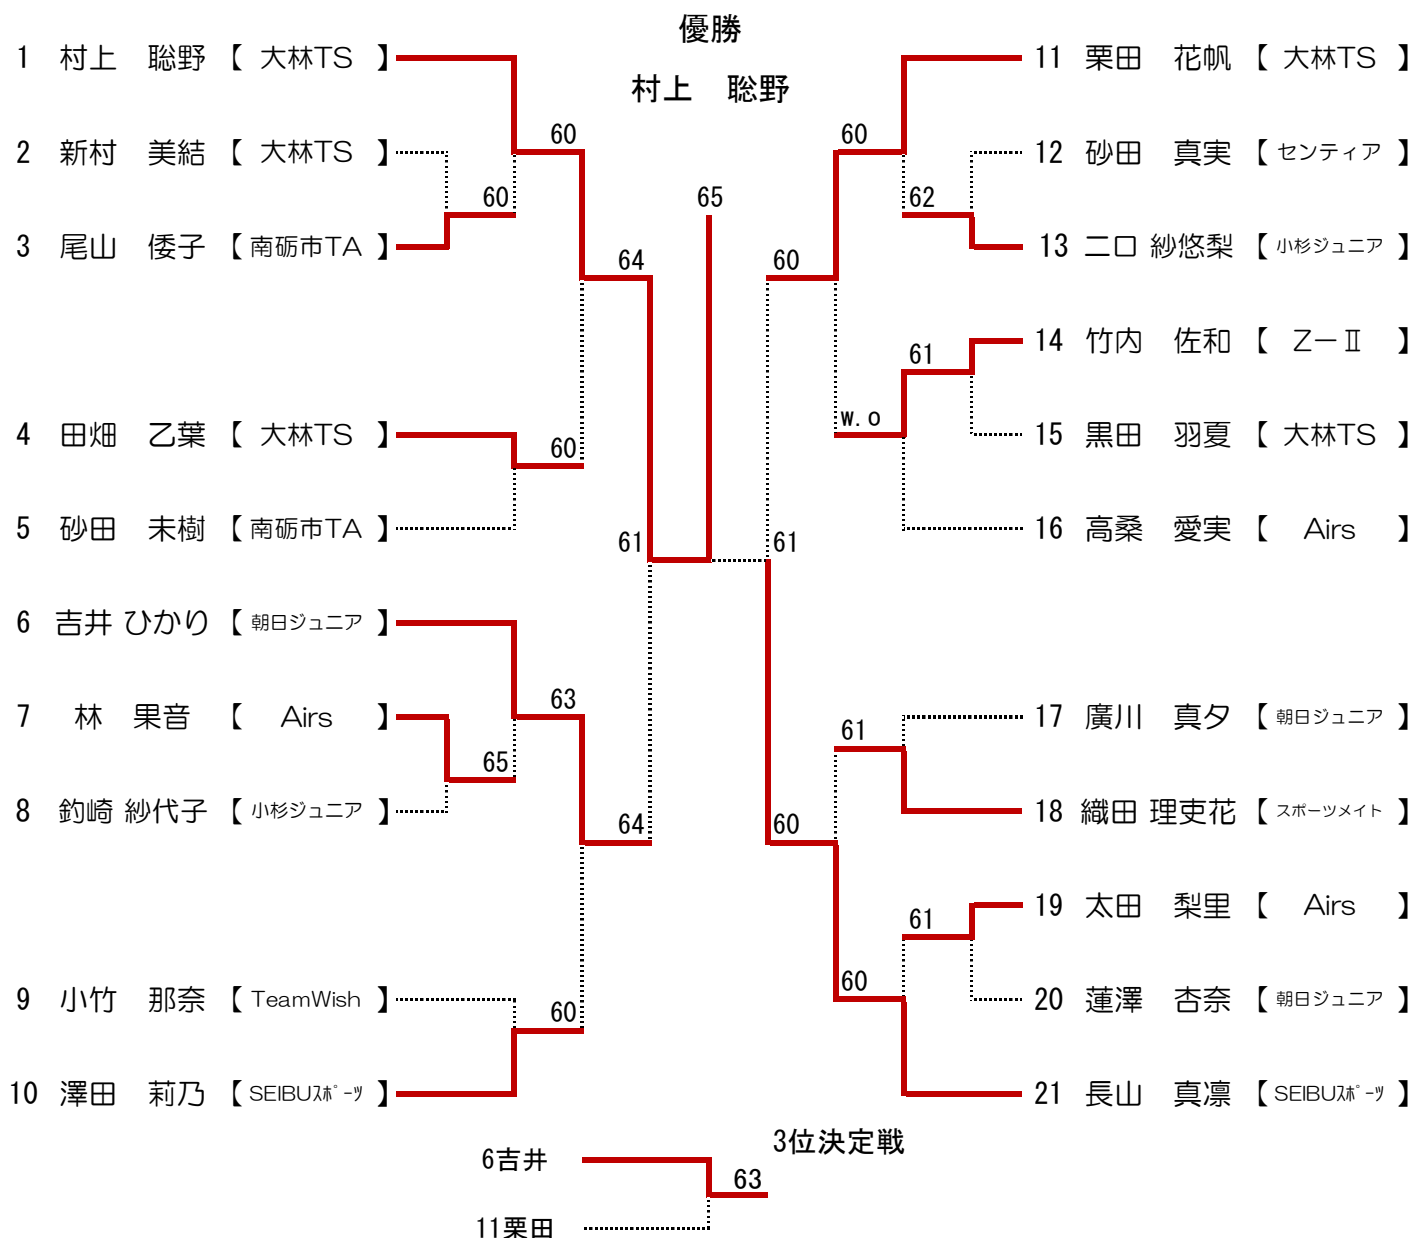 優勝
村上 聡野
1 村上 聡野 【 大林TS 】
2 新村 美結 【 大林TS 】
3 尾山 倭子 【 南砺市TA 】
4 田畑 乙葉 【 大林TS 】
5 砂田 未樹 【 南砺市TA 】
6 吉井 ひかり 【 朝日ジュニア 】
7 林 果音 【 Airs 】
8 釣崎 紗代子 【 小杉ジュニア 】
9 小竹 那奈 【 TeamWish 】
10 澤田 莉乃 【 SEIBUｽﾎﾟｰﾂ 】
60
60
64
60
61
63
65
64
60
65
11 栗田 花帆 【 大林TS 】
12 砂田 真実 【 センティア 】
13 二口 紗悠梨 【 小杉ジュニア 】
14 竹内 佐和 【 Z－Ⅱ 】
15 黒田 羽夏 【 大林TS 】
16 高桑 愛実 【 Airs 】
17 廣川 真夕 【 朝日ジュニア 】
18 織田 理吏花 【 スポーツメイト 】
19 太田 梨里 【 Airs 】
20 蓮澤 杏奈 【 朝日ジュニア 】
21 長山 真凛 【 SEIBUｽﾎﾟｰﾂ 】
60
62
60
61
w.o
61
61
60
61
60
3位決定戦
6吉井
63
11栗田